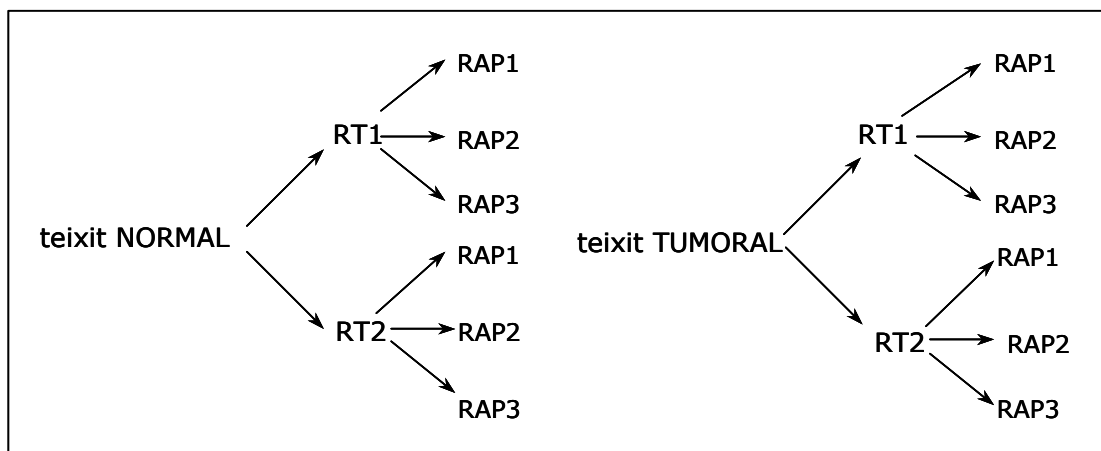 teixit NORMAL
RT1
RAP1
RAP2
RAP3
RT2
RAP1
RAP2
RAP3
teixit TUMORAL
RT1
RAP1
RAP2
RAP3
RT2
RAP1
RAP2
RAP3